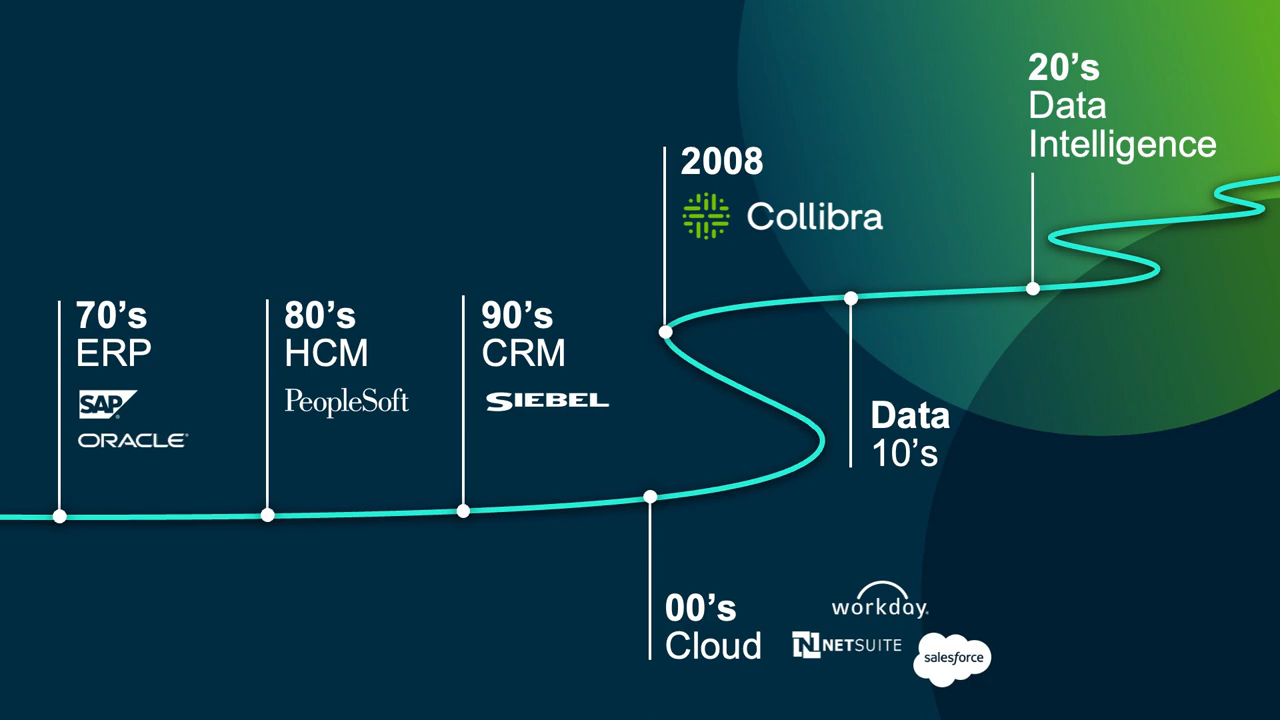 70’s
ERP
SAP
ORACLE®
80’s
HCM
PeopleSoft
90’s
CRM
SIEBEL
00’s
Cloud
workday.
N NETSUITE
salesforce
2008
Collibra
Data
10’s
20’s
Data
Intelligence